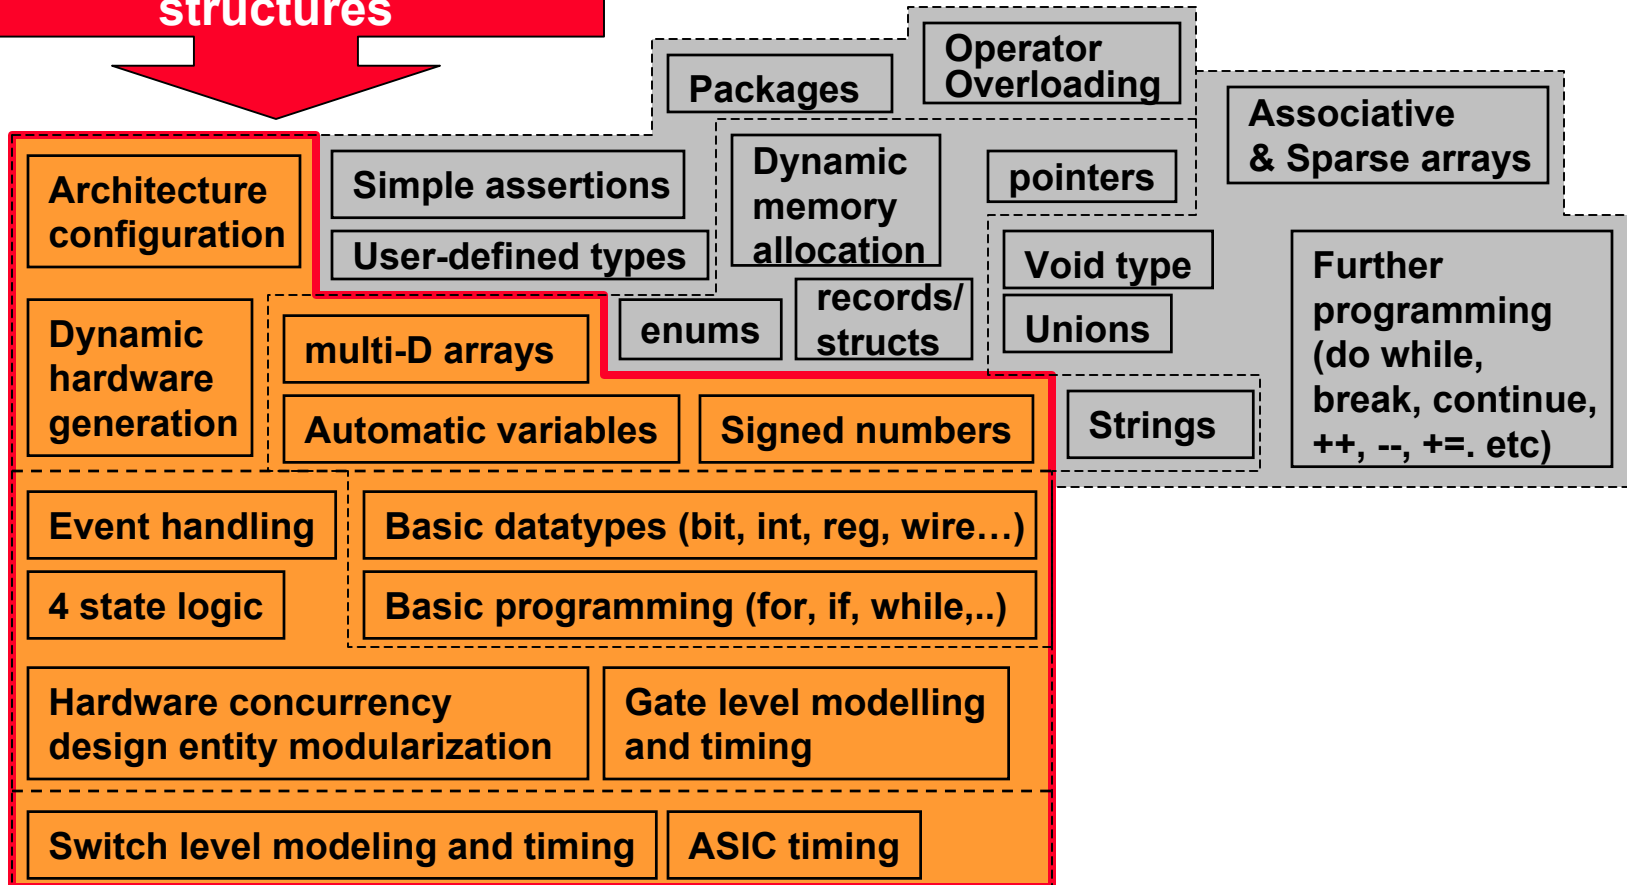 structures
Packages
Operator
Overloading
Associative
& Sparse arrays
Architecture
configuration
Simple assertions
User-defined types
Dynamic
memory
allocation
pointers
Dynamic
hardware
generation
multi-D arrays
enums
records/
structs
Void type
Unions
Further
programming
(do while,
break, continue,
++, --, +=. etc)
Automatic variables
Signed numbers
Strings
Event handling
Basic datatypes (bit, int, reg, wire…)
4 state logic
Basic programming (for, if, while,..)
Hardware concurrency
design entity modularization
Gate level modelling
and timing
Switch level modeling and timing
ASIC timing